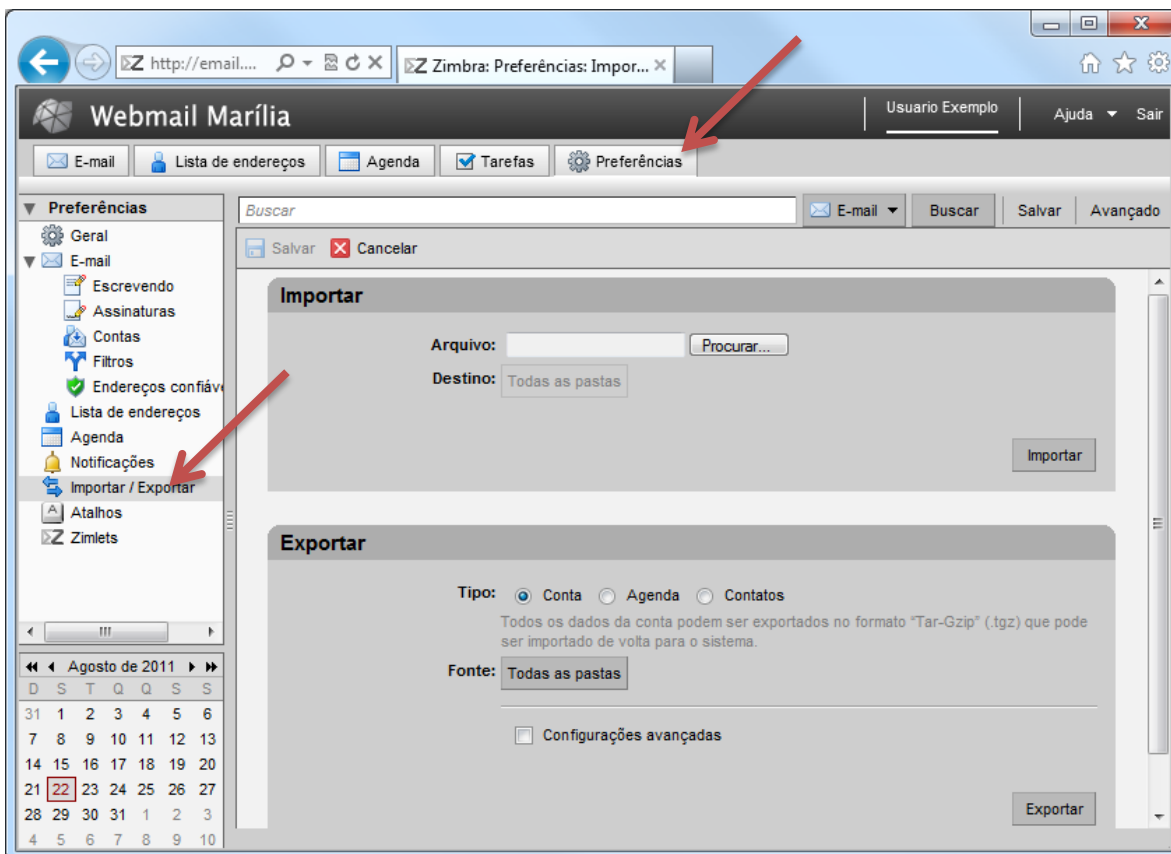 http://email....
Zimbra: Preferências: Impor...
Webmail Marília
Usuario Exemplo
Ajuda
Sair
E-mail
Lista de endereços
Agenda
Tarefas
Preferências
Preferências
Geral
E-mail
Escrevendo
Assinaturas
Contas
Filtros
Endereços confiáv
Lista de endereços
Agenda
Notificações
Importar / Exportar
Atalhos
Zimlets
Buscar
E-mail
Buscar
Salvar
Avançado
Salvar
Cancelar
Importar
Arquivo:
Procurar...
Destino: Todas as pastas
Importar
Exportar
Tipo: Conta Agenda Contatos
Todos os dados da conta podem ser exportados no formato "Tar-Gzip" (.tgz) que pode
ser importado de volta para o sistema.
Fonte: Todas as pastas
Configurações avançadas
Exportar
Agosto de 2011
D S T Q Q S S
31 1 2 3 4 5 6
7 8 9 10 11 12 13
14 15 16 17 18 19 20
21 22 23 24 25 26 27
28 29 30 31 1 2 3
4 5 6 7 8 9 10